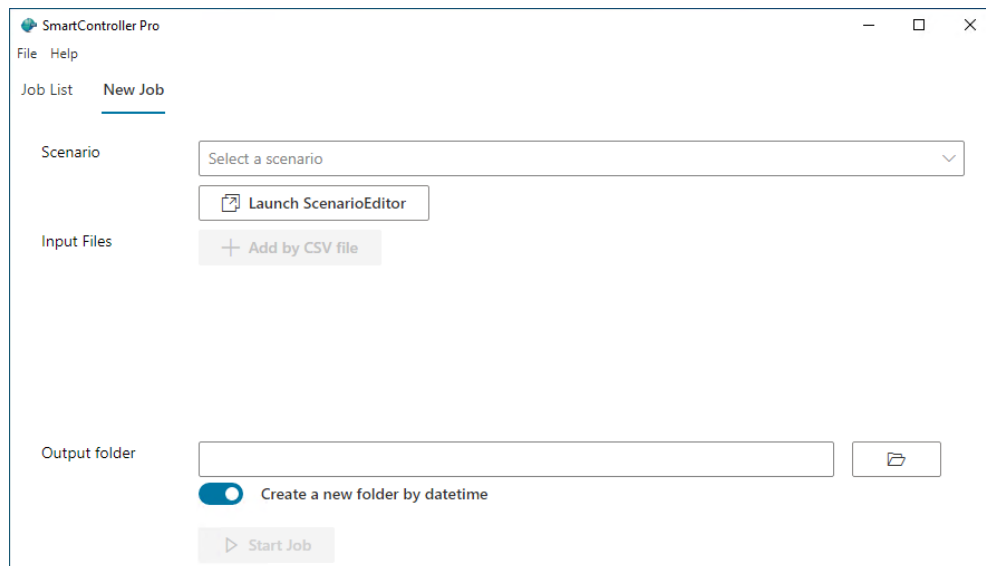 SmartController Pro
File Help
Job List New Job
Scenario
Select a scenario
Launch ScenarioEditor
Input Files
Add by CSV file
Output folder
Create a new folder by datetime
Start Job